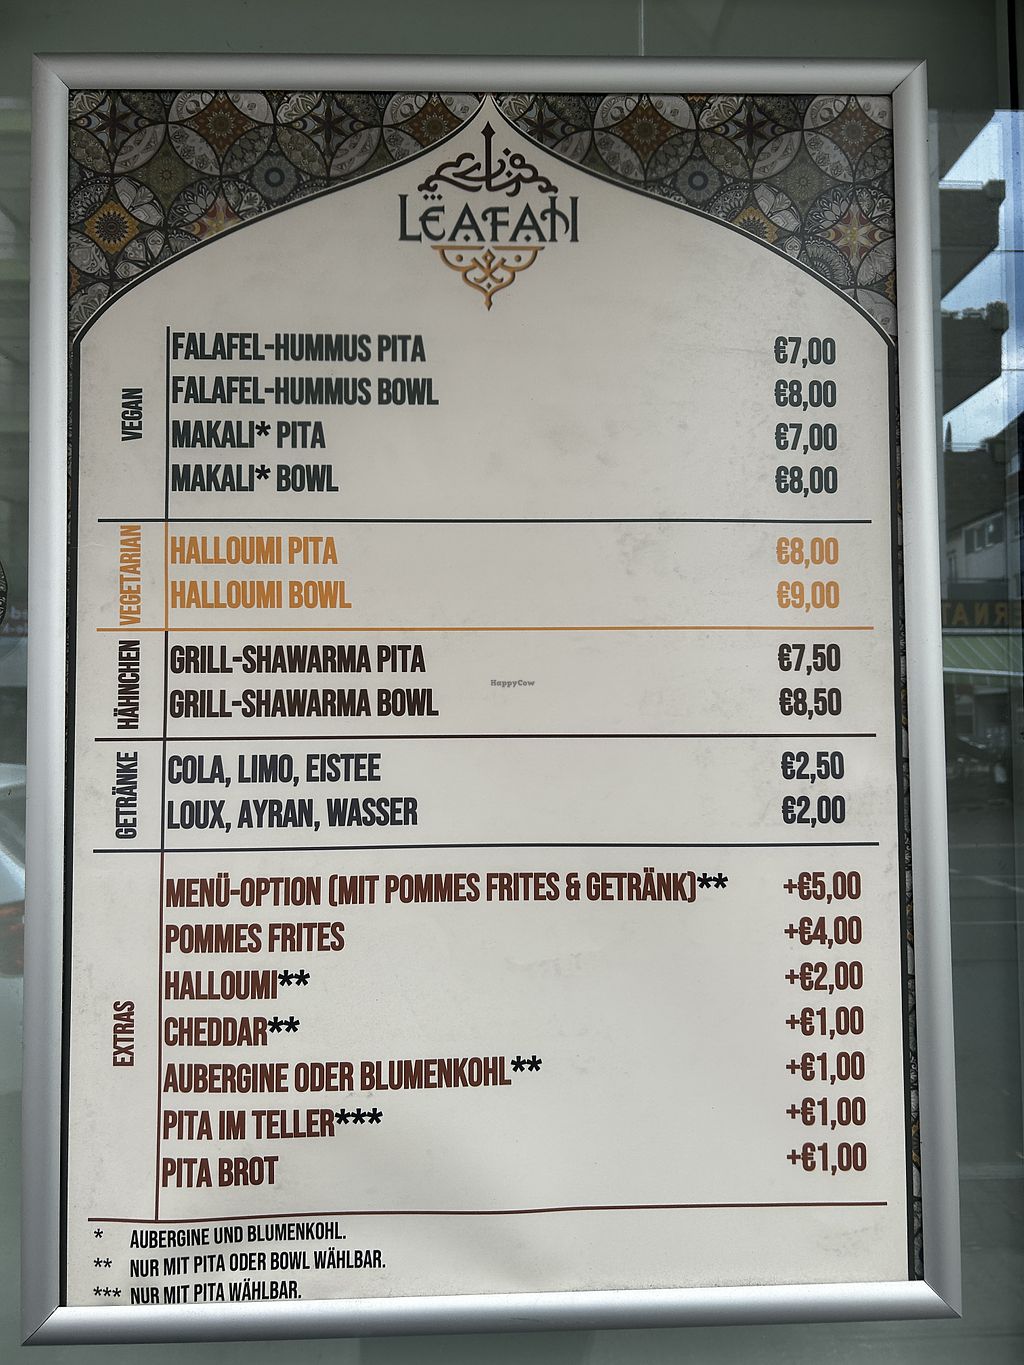 LEAFAH
VEGAN
FALAFEL-HUMMUS PITA €7,00
FALAFEL-HUMMUS BOWL €8,00
MAKALI* PITA €7,00
MAKALI* BOWL €8,00
VEGETARIAN
HALLOUMI PITA €8,00
HALLOUMI BOWL €9,00
HÄHNCHEN
GRILL-SHAWARMA PITA €7,50
GRILL-SHAWARMA BOWL €8,50
HappyCow
GETRÄNKE
COLA, LIMO, EISTEE €2,50
LOUX, AYRAN, WASSER €2,00
EXTRAS
MENÜ-OPTION (MIT POMMES FRITES & GETRÄNK)** +€5,00
POMMES FRITES +€4,00
HALLOUMI** +€2,00
CHEDDAR** +€1,00
AUBERGINE ODER BLUMENKOHL** +€1,00
PITA IM TELLER*** +€1,00
PITA BROT +€1,00
* AUBERGINE UND BLUMENKOHL.
** NUR MIT PITA ODER BOWL WÄHLBAR.
*** NUR MIT PITA WÄHLBAR.